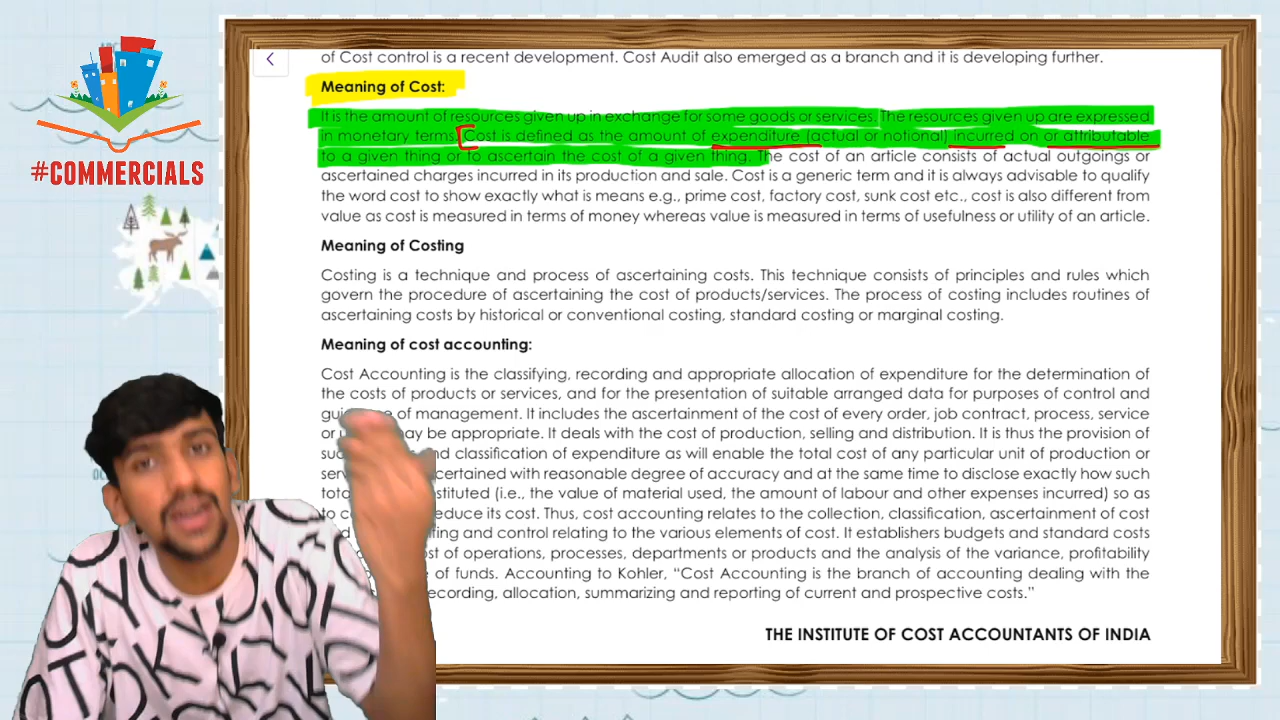 of Cost control is a recent development. Cost Audit also emerged as a branch and it is developing further.
Meaning of Cost:
It is the amount of resources given up in exchange for some goods or services. The resources given up are expressed
in monetary terms. Cost is defined as the amount of expenditure (actual or notional) incurred on or attributable
to a given thing or to ascertain the cost of a given thing. The cost of an article consists of actual outgoings or
ascertained charges incurred in its production and sale. Cost is a generic term and it is always advisable to qualify
the word cost to show exactly what is means e.g., prime cost, factory cost, sunk cost etc., cost is also different from
value as cost is measured in terms of money whereas value is measured in terms of usefulness or utility of an article.
Meaning of Costing
Costing is a technique and process of ascertaining costs. This technique consists of principles and rules which
govern the procedure of ascertaining the cost of products/services. The process of costing includes routines of
ascertaining costs by historical or conventional costing, standard costing or marginal costing.
Meaning of cost accounting:
Cost Accounting is the classifying, recording and appropriate allocation of expenditure for the determination of
the costs of products or services, and for the presentation of suitable arranged data for purposes of control and
of management. It includes the ascertainment of the cost of every order, job contract, process, service
or may be appropriate. It deals with the cost of production, selling and distribution. It is thus the provision of
and classification of expenditure as will enable the total cost of any particular unit of production or
with reasonable degree of accuracy and at the same time to disclose exactly how such
(i.e., the value of material used, the amount of labour and other expenses incurred) so as
to its cost. Thus, cost accounting relates to the collection, classification, ascertainment of cost
and control relating to the various elements of cost. It establishers budgets and standard costs
of operations, processes, departments or products and the analysis of the variance, profitability
of funds. Accounting to Kohler, “Cost Accounting is the branch of accounting dealing with the
allocation, summarizing and reporting of current and prospective costs.”
THE INSTITUTE OF COST ACCOUNTANTS OF INDIA
#COMMERCIALS